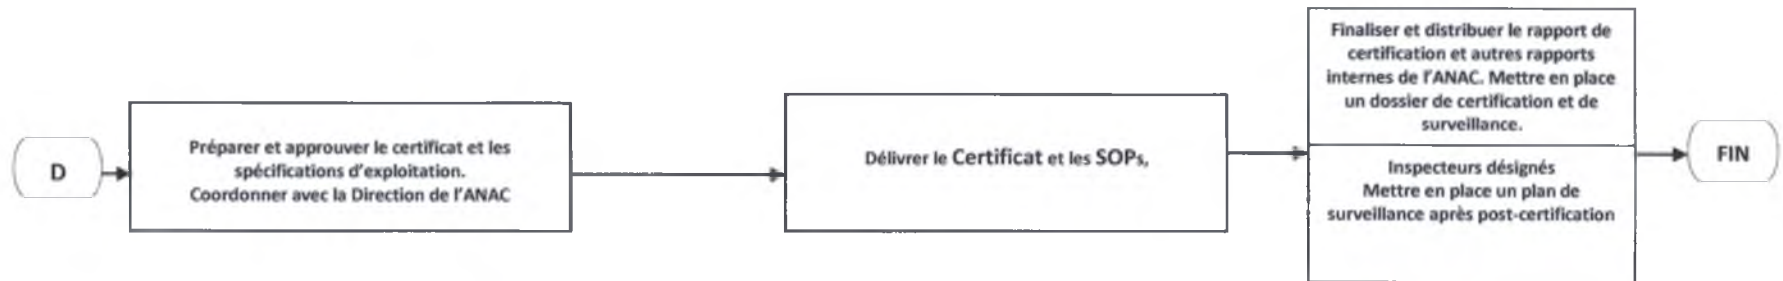 D
Préparer et approuver le certificat et les
spécifications d'exploitation.
Coordonner avec la Direction de l'ANAC
Délivrer le Certificat et les SOPs,
Finaliser et distribuer le rapport de
certification et autres rapports
internes de l'ANAC. Mettre en place
un dossier de certification et de
surveillance.
Inspecteurs désignés
Mettre en place un plan de
surveillance après post-certification
FIN